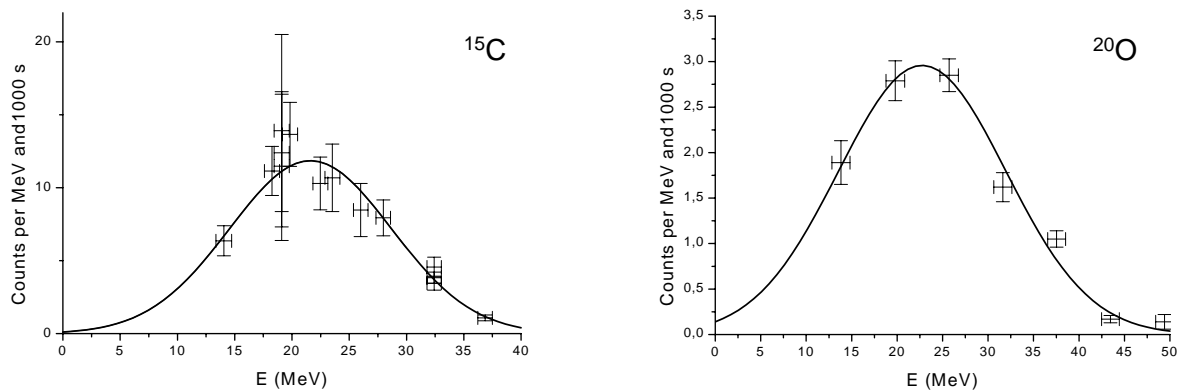 ¹⁵C
20
10
0
0 5 10 15 20 25 30 35 40
E (MeV)
Counts per MeV and1000 s
²⁰O
3,5
3,0
2,5
2,0
1,5
1,0
0,5
0,0
0 5 10 15 20 25 30 35 40 45 50
E (MeV)
Counts per MeV and1000 s